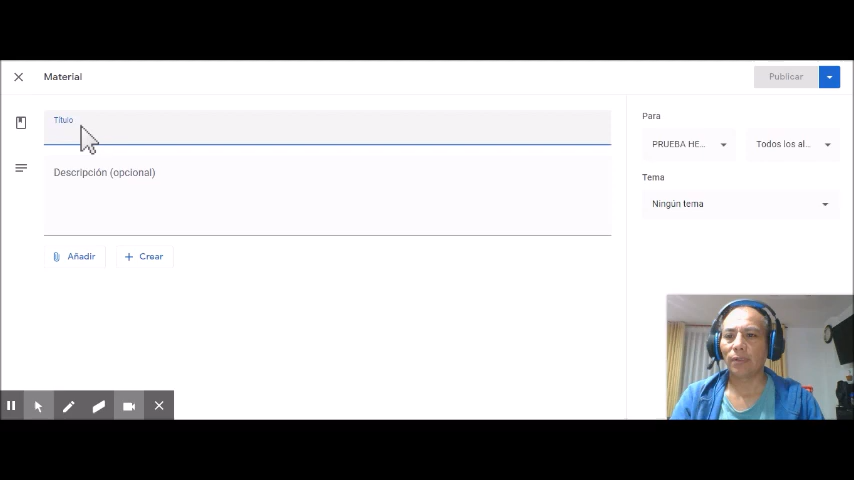 Material
Publicar
Título
Descripción (opcional)
Añadir
Crear
Para
PRUEBA HE...
Todos los al...
Tema
Ningún tema